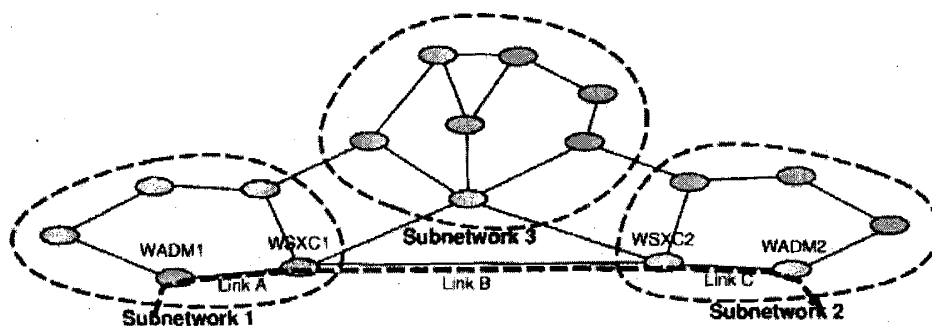 Subnetwork 3
WADM1
WSXC1
WSXC2
WADM2
Link A
Link B
Link C
Subnetwork 1
Subnetwork 2